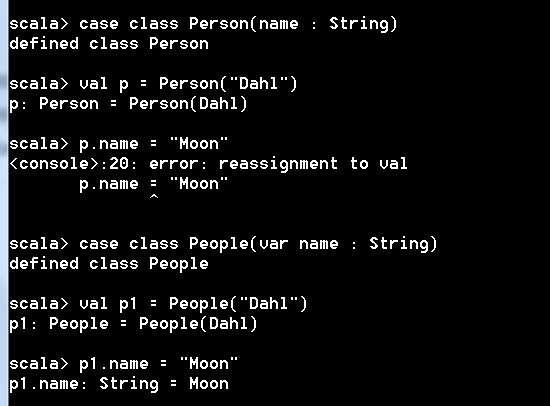 scala> case class Person(name : String)
defined class Person
scala> val p = Person("Dahl")
p: Person = Person(Dahl)
scala> p.name = "Moon"
<console>:20: error: reassignment to val
       p.name = "Moon"
              ^
scala> case class People(var name : String)
defined class People
scala> val p1 = People("Dahl")
p1: People = People(Dahl)
scala> p1.name = "Moon"
p1.name: String = Moon